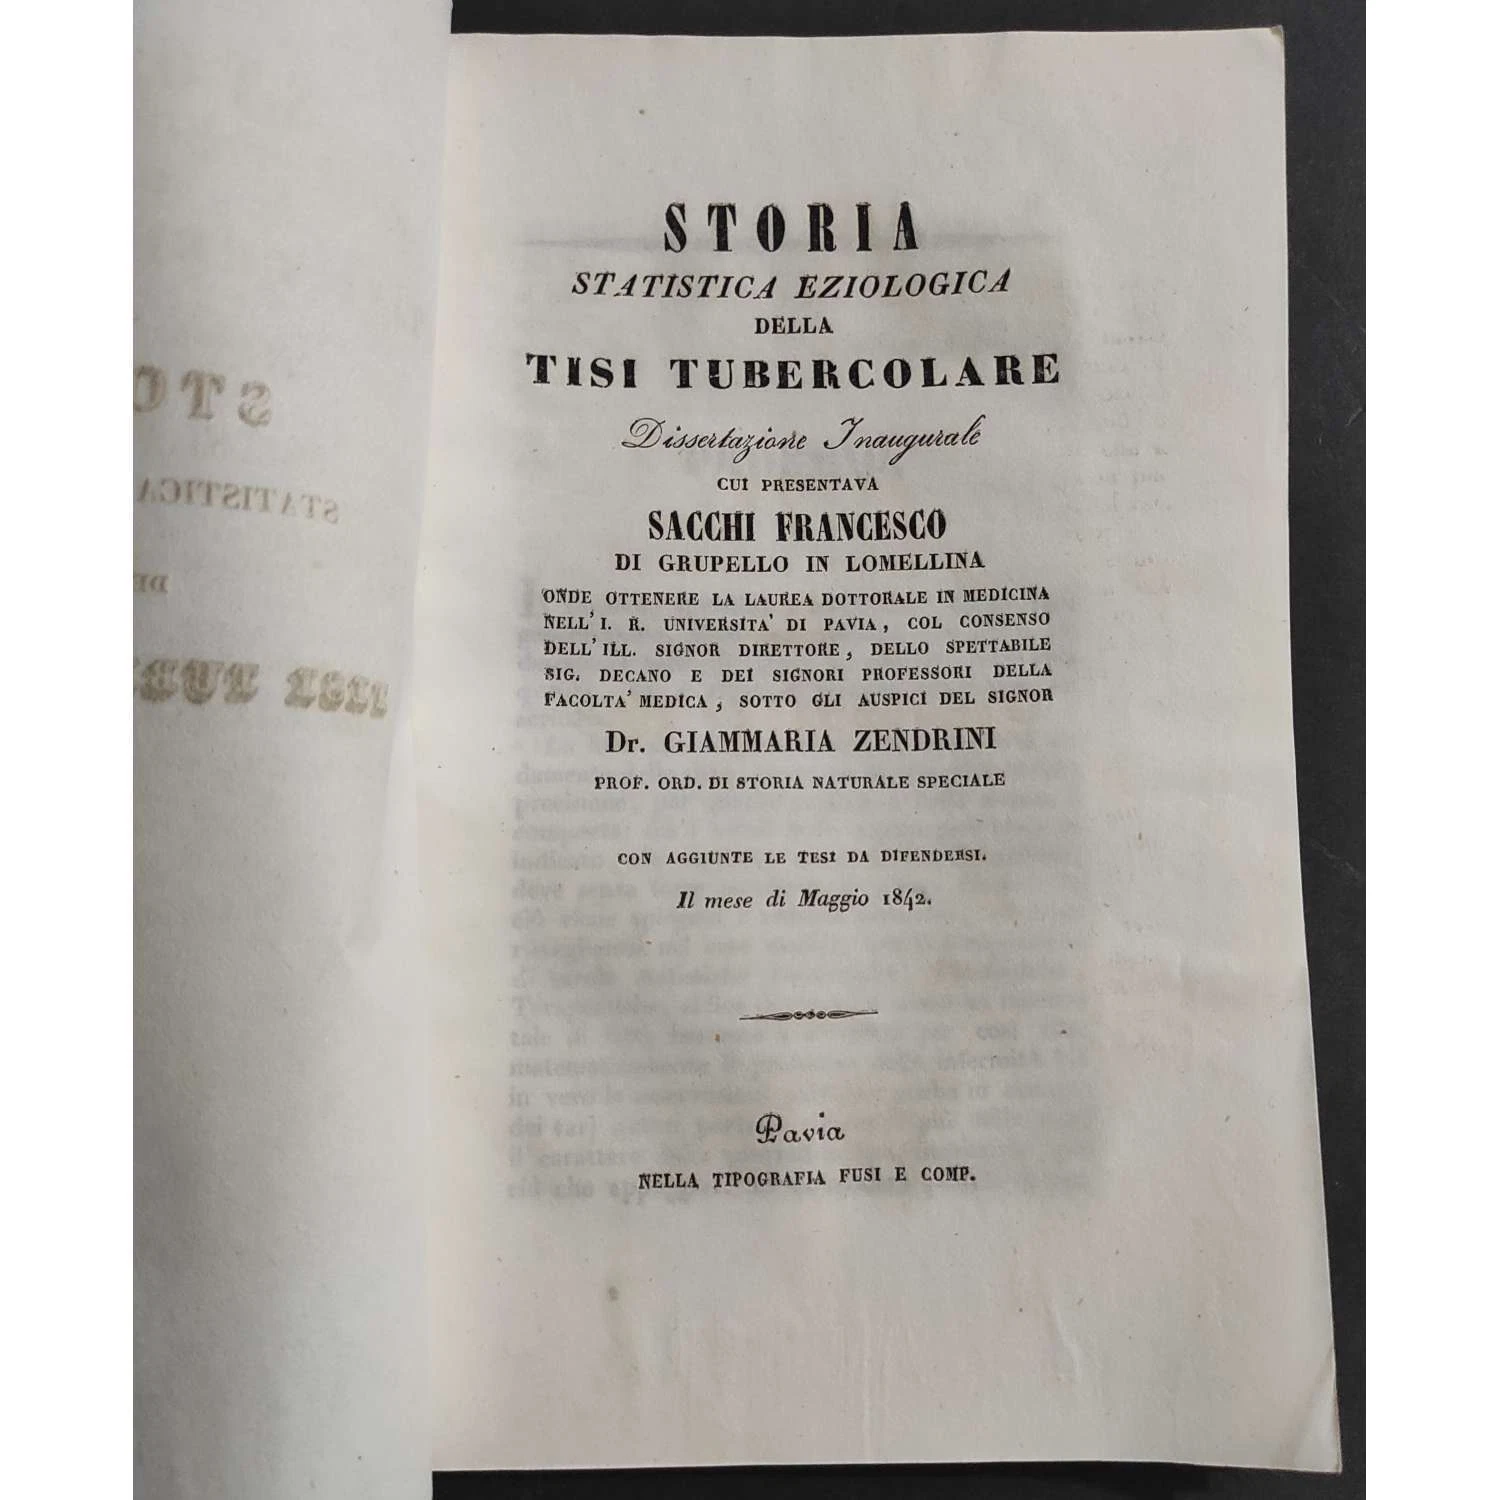 STORIA
STATISTICA EZIOLOGICA
DELLA
TISI TUBERCOLARE
Dissertazione Inaugurale
CUI PRESENTAVA
SACCHI FRANCESCO
DI GRUPELLO IN LOMELLINA
ONDE OTTENERE LA LAUREA DOTTORALE IN MEDICINA
NELL' I. R. UNIVERSITA' DI PAVIA, COL CONSENSO
DELL' ILL. SIGNOR DIRETTORE, DELLO SPETTABILE
SIG. DECANO E DEI SIGNORI PROFESSORI DELLA
FACOLTA' MEDICA, SOTTO GLI AUSPICI DEL SIGNOR
Dr. GIAMMARIA ZENDRINI
PROF. ORD. DI STORIA NATURALE SPECIALE
CON AGGIUNTE LE TESI DA DIFENDERSI.
Il mese di Maggio 1842.
Pavia
NELLA TIPOGRAFIA FUSI E COMP.